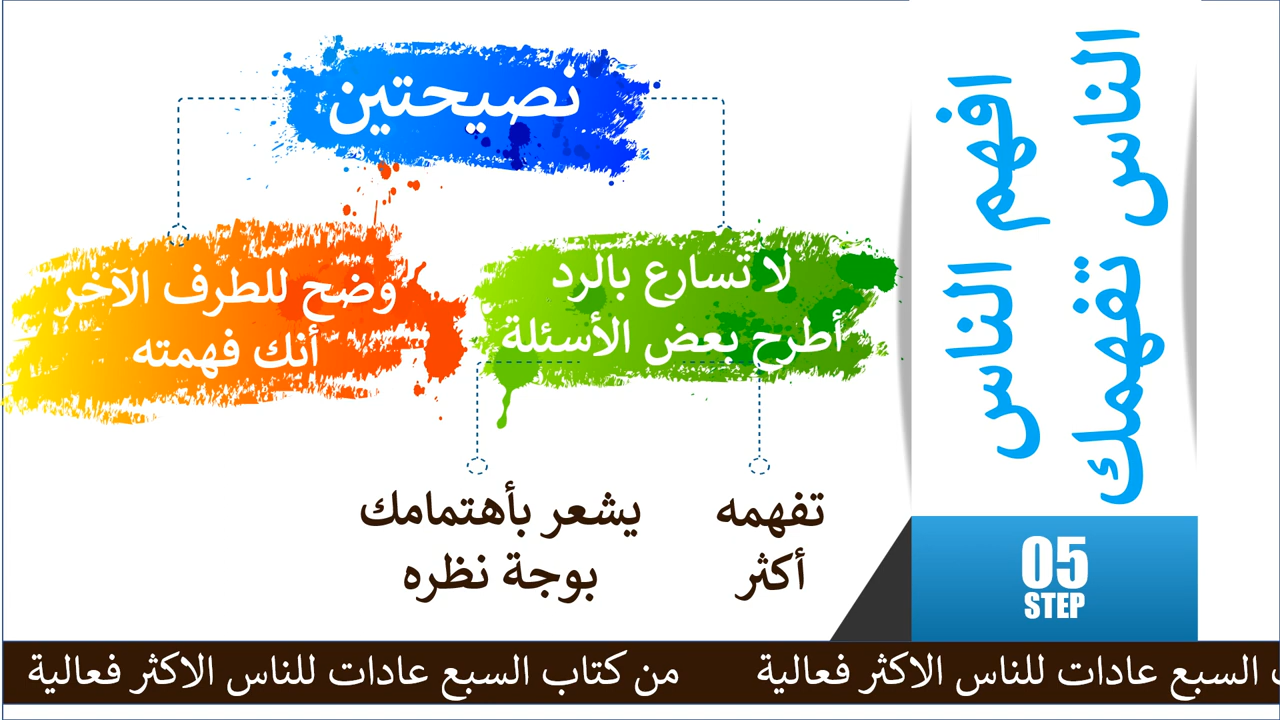 نصيحتين
لا تسارع بالرد
أطرح بعض الأسئلة
وضح للطرف الآخر
أنك فهمته
تفهمه
أكثر
يشعر بأهتمامك
بوجة نظره
افهم الناس
الناس تفهمك
05
STEP
السبع عادات للناس الاكثر فعالية
من كتاب السبع عادات للناس الاكثر فعالية